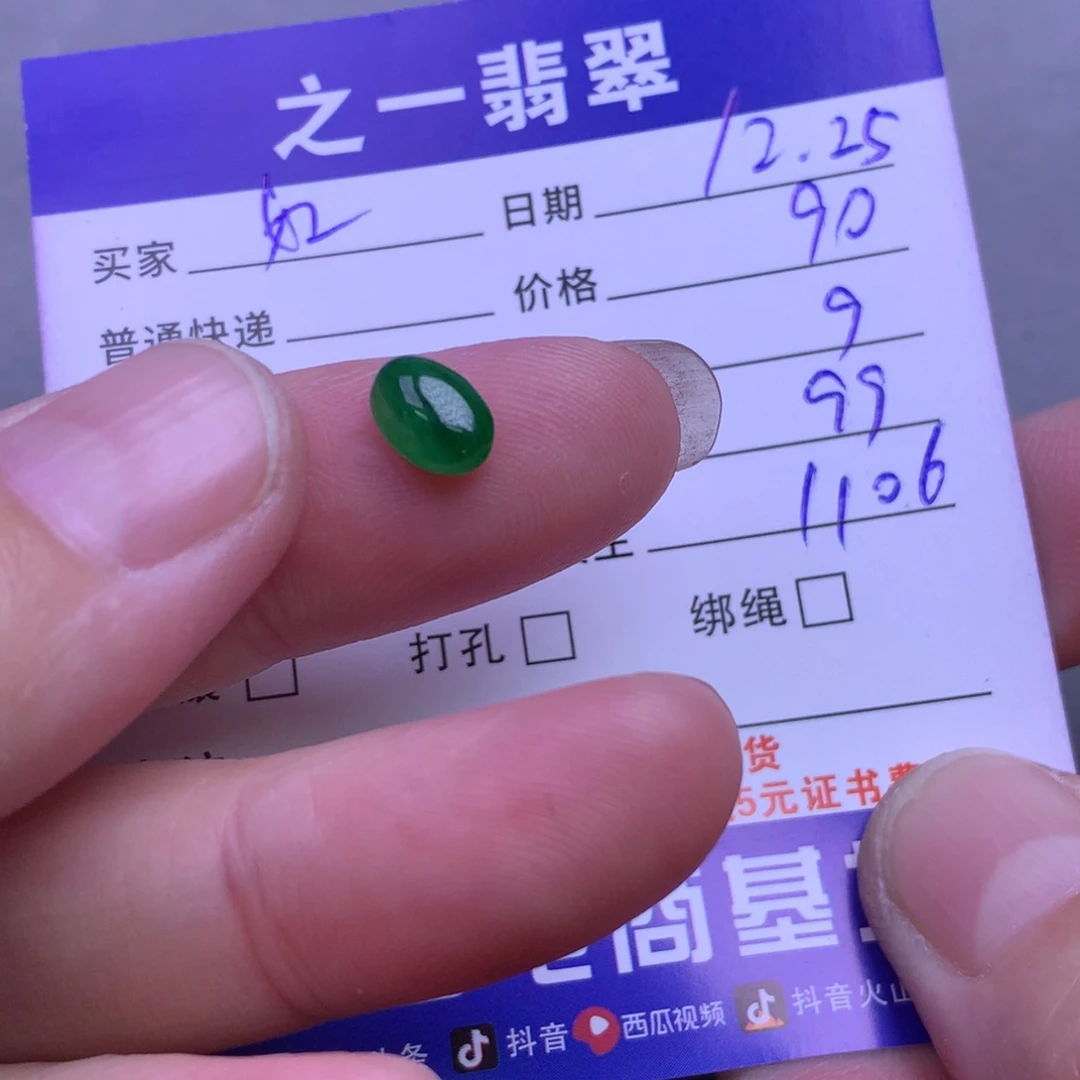 之一翡翠
买家 日期 12.25
普通快递 价格 90
9
99
1106
打孔 绑绳
货
5元证书费
商基
抖音 西瓜视频 抖音火山